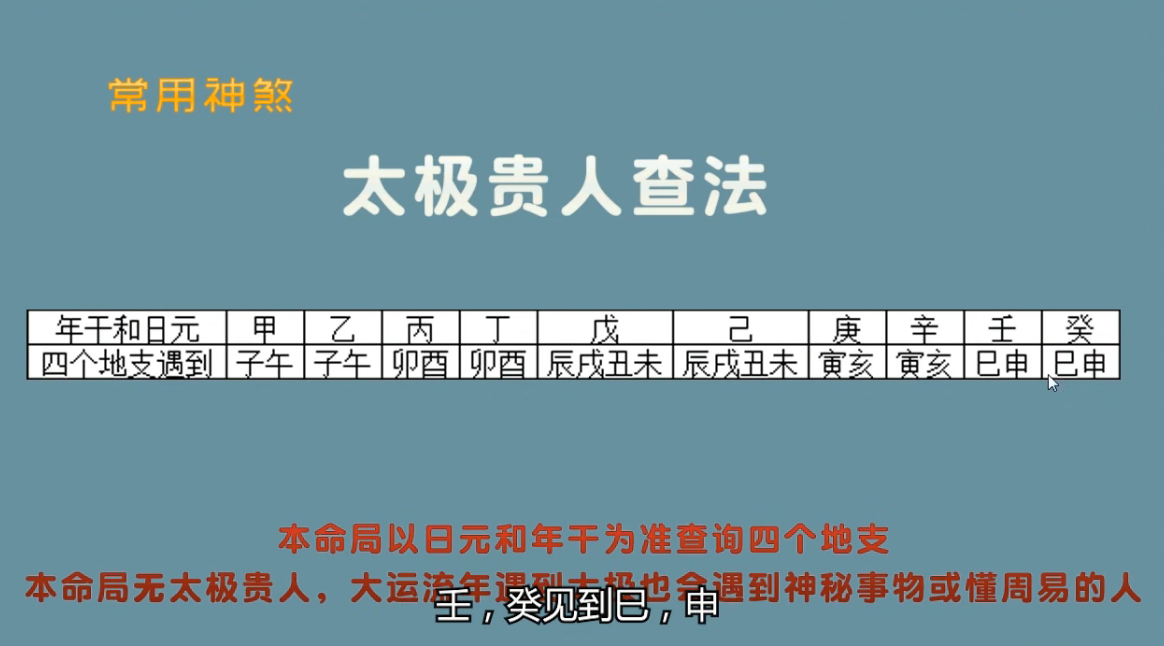 常用神煞
太极贵人查法
年干和日元 甲 乙 丙 丁 戊 己 庚 辛 壬 癸
四个地支遇到 子午 子午 卯酉 卯酉 辰戌丑未 辰戌丑未 寅亥 寅亥 巳申 巳申
本命局以日元和年干为准查询四个地支
本命局无太极贵人，大运流年遇到太极也会遇到神秘事物或懂周易的人
壬，癸见到巳，申